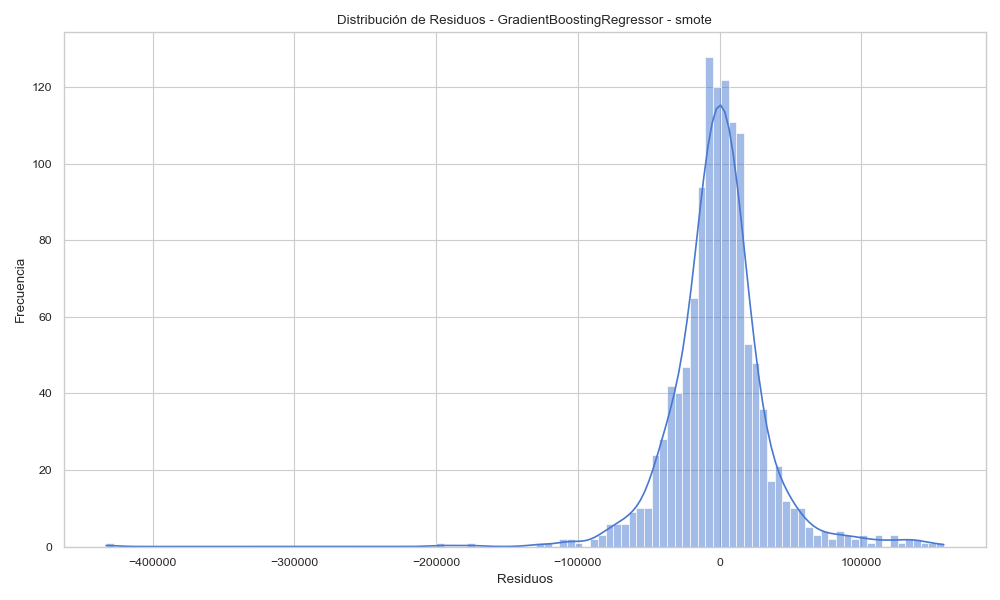 Distribución de Residuos - GradientBoostingRegressor - smote
Frecuencia
120
100
80
60
40
20
0
−400000 −300000 −200000 −100000 0 100000
Residuos